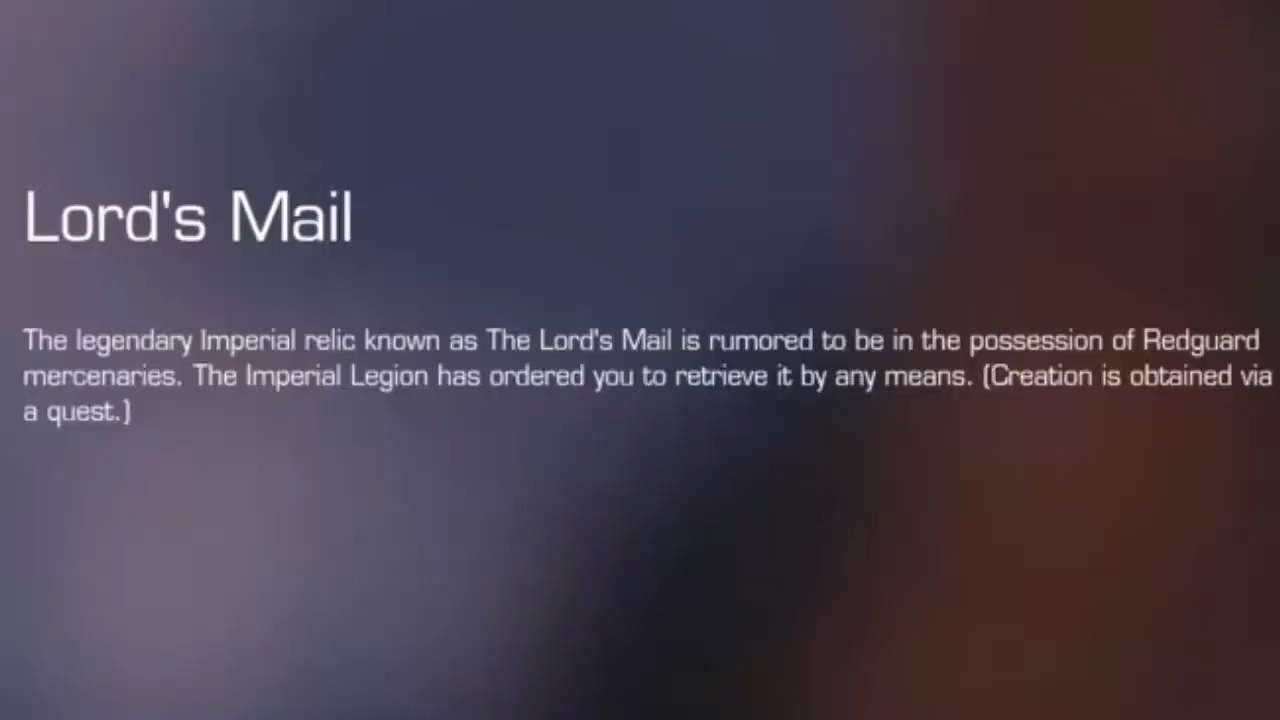 Lord's Mail
The legendary Imperial relic known as The Lord's Mail is rumored to be in the possession of Redguard
mercenaries. The Imperial Legion has ordered you to retrieve it by any means. (Creation is obtained via
a quest.)